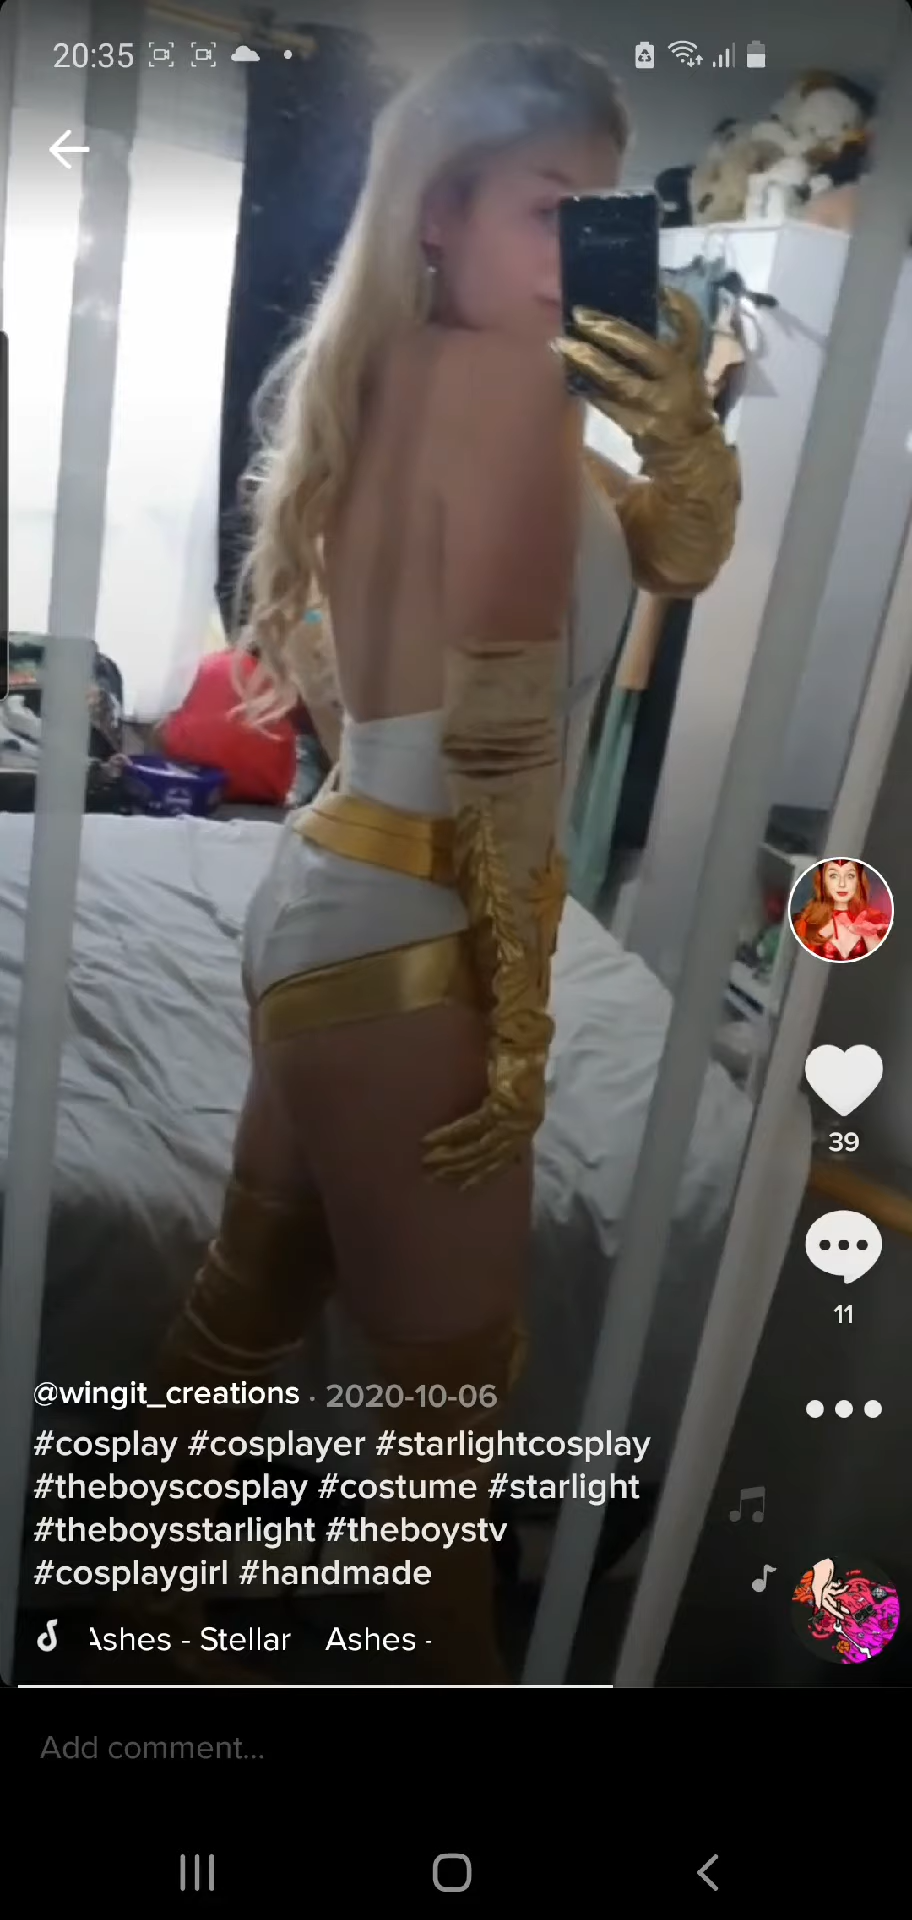 20:35
@wingit_creations · 2020-10-06
#cosplay #cosplayer #starlightcosplay
#theboyscosplay #costume #starlight
#theboysstarlight #theboystv
#cosplaygirl #handmade
Ashes - Stellar Ashes -
39
11
Add comment...